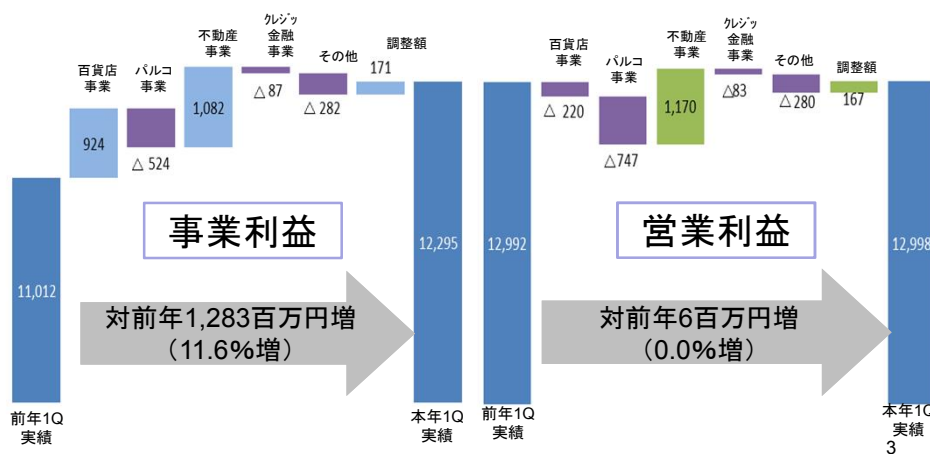 百貨店
事業
パルコ
事業
不動産
事業
クレジッ
金融
事業
その他
調整額
171
924
△ 524
1,082
△ 87
△ 282
事業利益
11,012
12,295
対前年1,283百万円増
（11.6%増）
前年1Q
実績
本年1Q
実績
百貨店
事業
パルコ
事業
不動産
事業
クレジッ
金融
事業
その他
調整額
△
220
△747
1,170
△83
△ 280
167
営業利益
12,992
12,998
対前年6百万円増
（0.0%増）
前年1Q
実績
本年1Q
実績
3